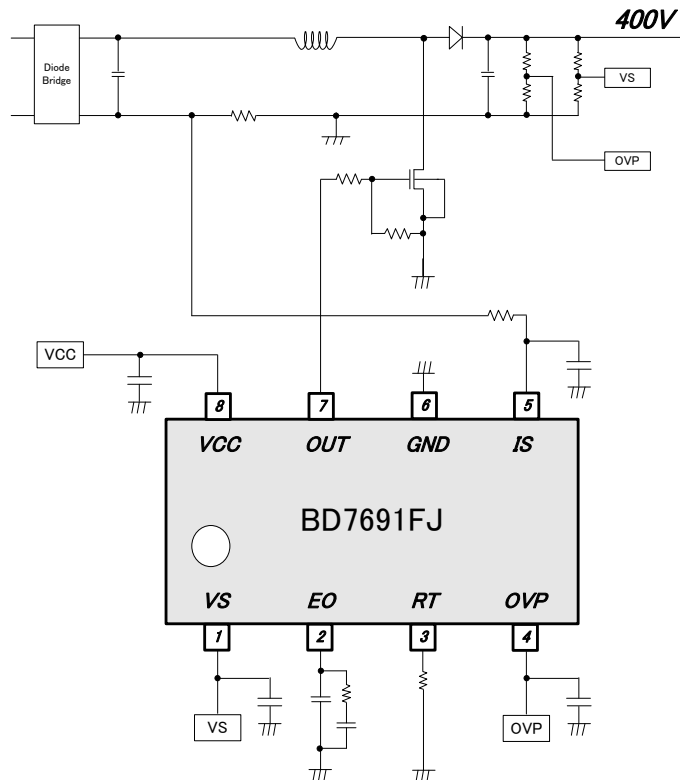 400V
Diode
Bridge
VS
OVP
VCC
8
7
6
5
VCC
OUT
GND
IS
BD7691FJ
VS
EO
RT
OVP
1
2
3
4
VS
OVP